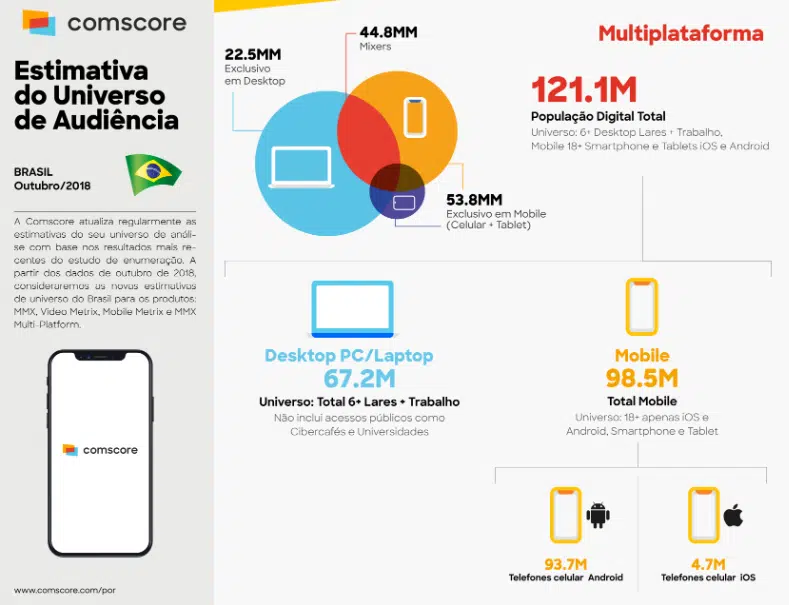 comscore
Estimativa
do Universo
de Audiência
BRASIL
Outubro/2018
A Comscore atualiza regularmente as
estimativas do seu universo de análi-
se com base nos resultados mais re-
centes do estudo de enumeração. A
partir dos dados de outubro de 2018,
consideraremos as novas estimativas
de universo do Brasil para os produtos:
MMX, Video Metrix, Mobile Metrix e MMX
Multi-Platform.
comscore
www.comscore.com/por
44.8MM
Mixers
22.5MM
Exclusivo
em Desktop
53.8MM
Exclusivo em Mobile
(Celular + Tablet)
Multiplataforma
121.1M
População Digital Total
Universo: 6+ Desktop Lares + Trabalho,
Mobile 18+ Smartphone e Tablets iOS e Android
Desktop PC/Laptop
67.2M
Universo: Total 6+ Lares + Trabalho
Não inclui acessos públicos como
Cibercafés e Universidades
Mobile
98.5M
Total Mobile
Universo: 18+ apenas iOS e
Android, Smartphone e Tablet
93.7M
Telefones celular Android
4.7M
Telefones celular iOS